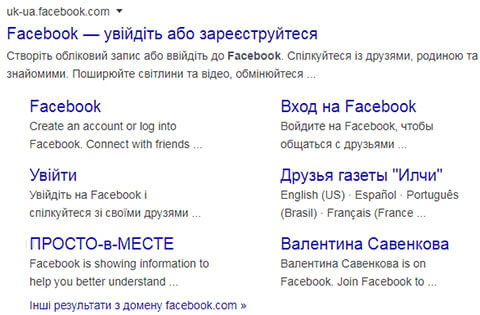 uk-ua.facebook.com ▼
Facebook — увійдіть або зареєструйтеся
Створіть обліковий запис або ввійдіть до Facebook. Спілкуйтеся із друзями, родиною та
знайомими. Поширюйте світлини та відео, обмінюйтеся ...
Facebook
Create an account or log into
Facebook. Connect with friends ...
Вход на Facebook
Войдите на Facebook, чтобы
общаться с друзьями ...
Увійти
Увійдіть на Facebook і
спілкуйтеся зі своїми друзями ...
Друзья газеты "Илчи"
English (US) · Español · Português
(Brasil) · Français (France ...
ПРОСТО-в-МЕСТЕ
Facebook is showing information to
help you better understand ...
Валентина Савенкова
Валентина Савенкова is on
Facebook. Join Facebook to ...
Інші результати з домену facebook.com »